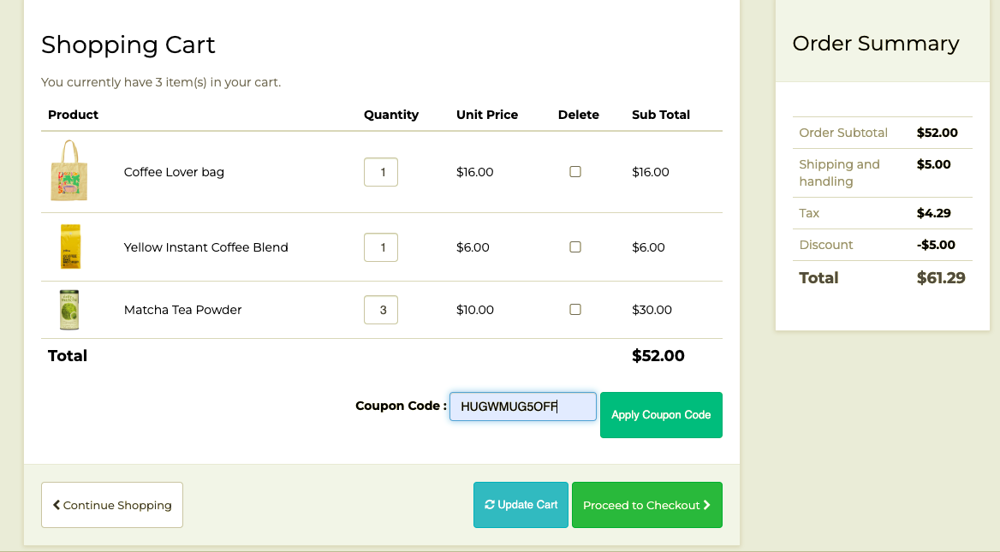 Shopping Cart
You currently have 3 item(s) in your cart.
Product Quantity Unit Price Delete Sub Total
Coffee Lover bag 1 $16.00 $16.00
Yellow Instant Coffee Blend 1 $6.00 $6.00
Matcha Tea Powder 3 $10.00 $30.00
Total $52.00
Coupon Code : HUGWMUG5OFF Apply Coupon Code
Continue Shopping Update Cart Proceed to Checkout
Order Summary
Order Subtotal $52.00
Shipping and $5.00
handling
Tax $4.29
Discount -$5.00
Total $61.29